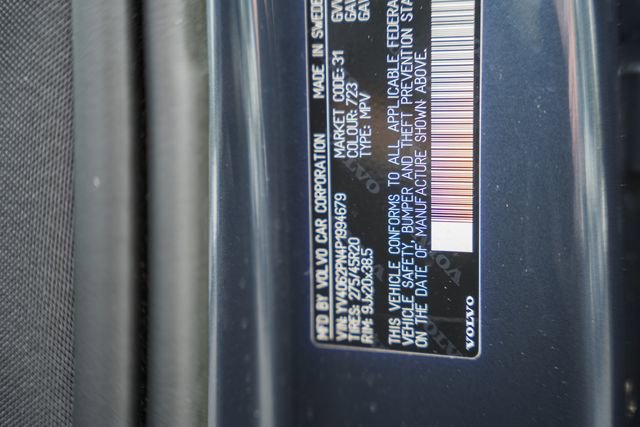 MFD BY VOLVO CAR CORPORATION MADE IN SWEDE
VIN: YV4062PN4P1994679 MARKET CODE: 31
TIRES: 275/45R20 COLOUR: 723
RIM: 9Jx20x38.5 TYPE: MPV
THIS VEHICLE CONFORMS TO ALL APPLICABLE FEDERA
VEHICLE SAFETY, BUMPER AND THEFT PREVENTION STA
ON THE DATE OF MANUFACTURE SHOWN ABOVE.
VOLVO